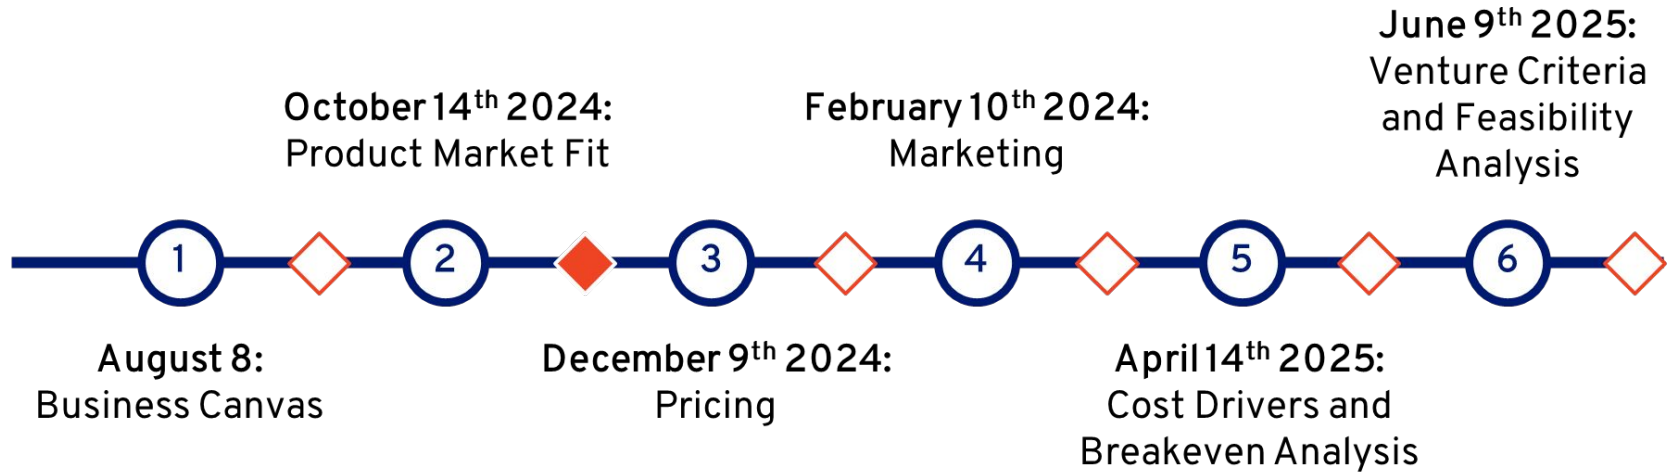 June 9th 2025:
Venture Criteria
and Feasibility
Analysis
October 14th 2024:
Product Market Fit
February 10th 2024:
Marketing
1
2
3
4
5
6
August 8:
Business Canvas
December 9th 2024:
Pricing
April 14th 2025:
Cost Drivers and
Breakeven Analysis